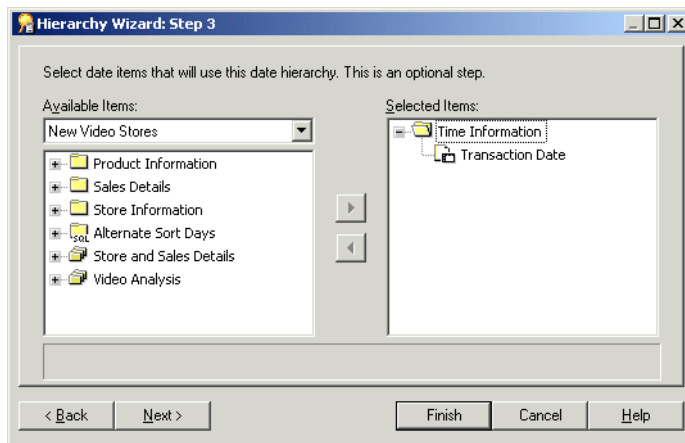 Hierarchy Wizard: Step 3
Select date items that will use this date hierarchy. This is an optional step.
Available Items:
New Video Stores
Product Information
Sales Details
Store Information
SQL
Alternate Sort Days
Store and Sales Details
Video Analysis
Selected Items:
Time Information
Transaction Date
< Back
Next >
Finish
Cancel
Help